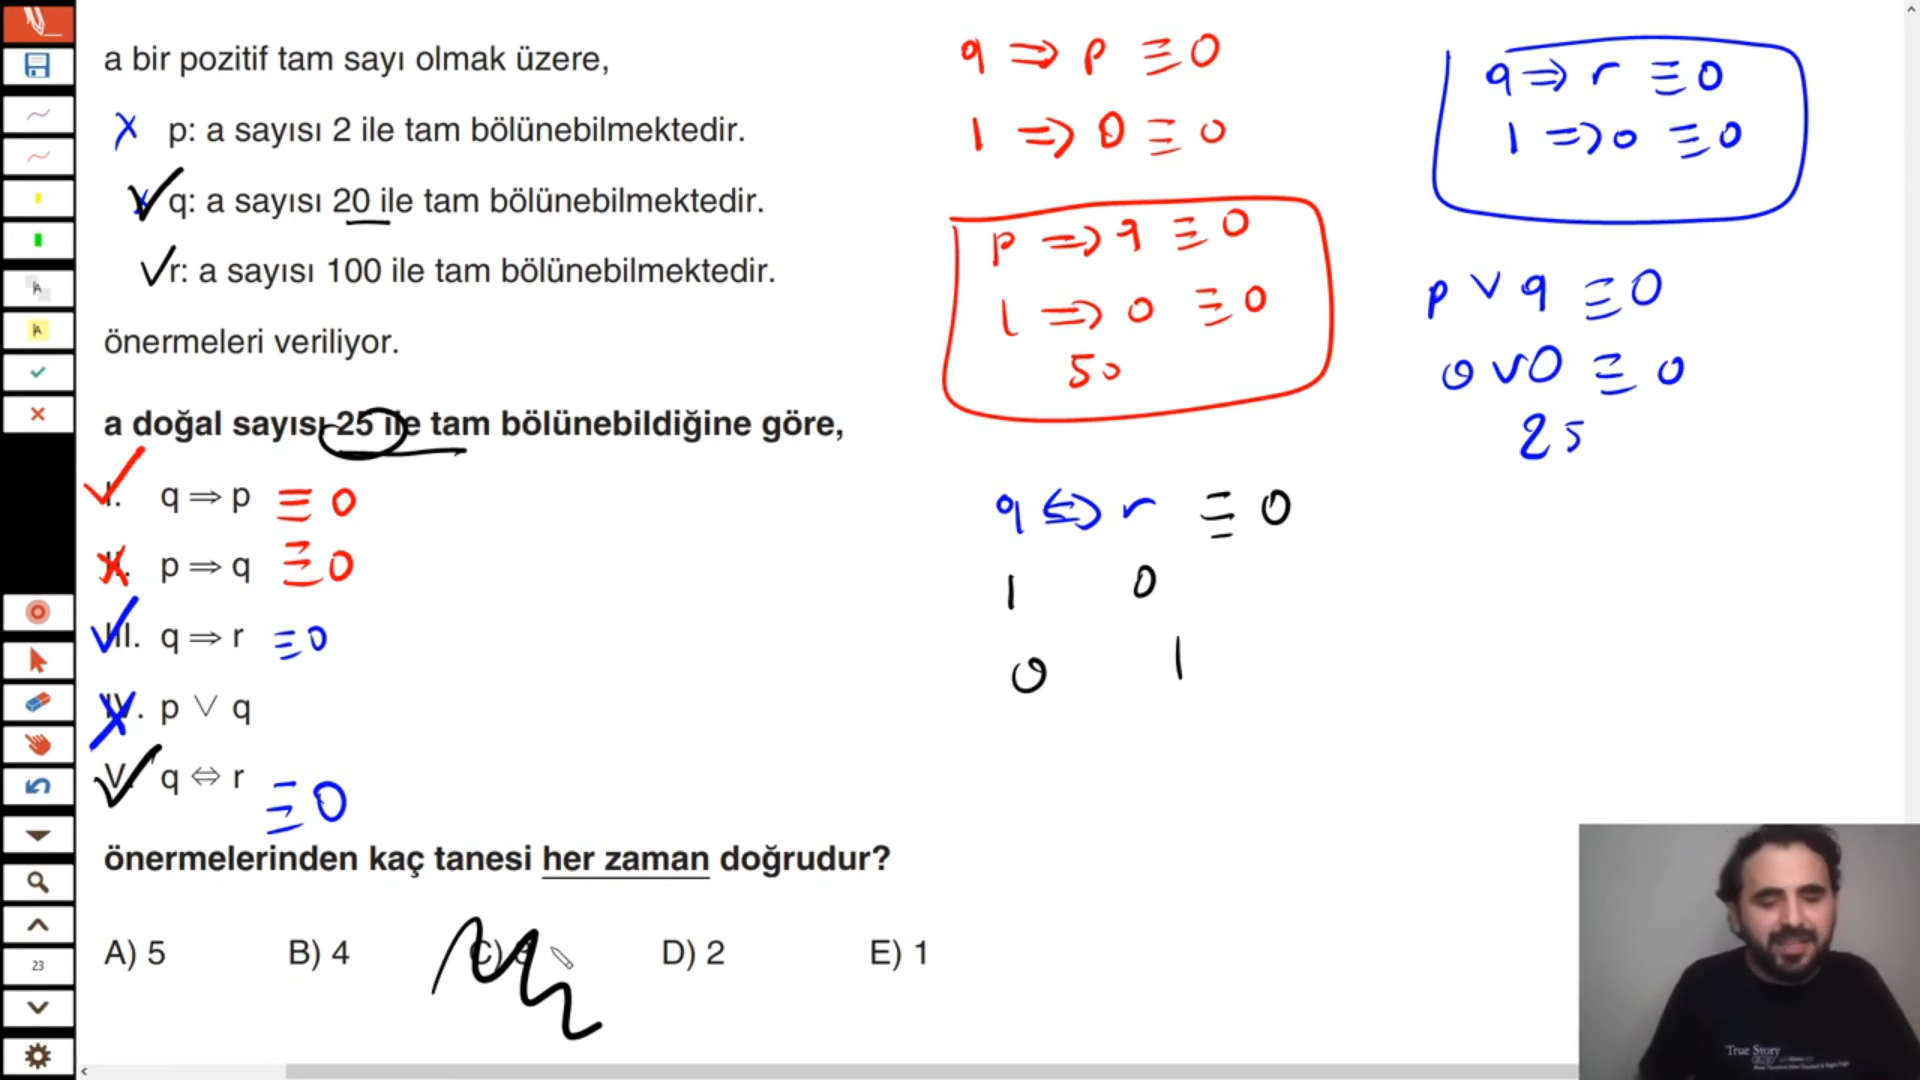 a bir pozitif tam sayı olmak üzere,
p: a sayısı 2 ile tam bölünebilmektedir.
q: a sayısı 20 ile tam bölünebilmektedir.
r: a sayısı 100 ile tam bölünebilmektedir.
önermeleri veriliyor.
a doğal sayısı 25 ile tam bölünebildiğine göre,
I. q ⇒ p ≡ 0
II. p ⇒ q ≡ 0
III. q ⇒ r ≡ 0
IV. p ∨ q
V. q ⇔ r ≡ 0
önermelerinden kaç tanesi her zaman doğrudur?
A) 5 B) 4 C) D) 2 E) 1
q ⇒ p ≡ 0
1 ⇒ 0 ≡ 0
p ⇒ q ≡ 0
1 ⇒ 0 ≡ 0
50
q ⇔ r ≡ 0
1 0
0 1
q ⇒ r ≡ 0
1 ⇒ 0 ≡ 0
p ∨ q ≡ 0
0 ∨ 0 ≡ 0
25
23
True Story